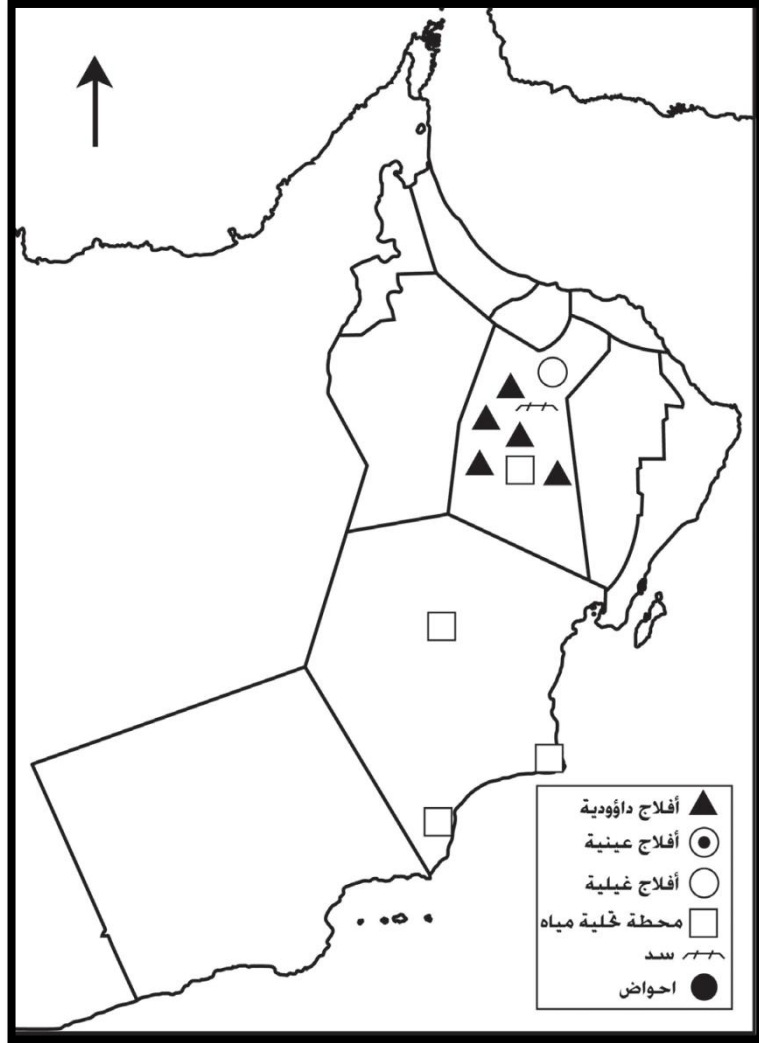 أفلاج داؤودية
أفلاج عينية
أفلاج غيلية
محطة تحلية مياه
سد
احواض